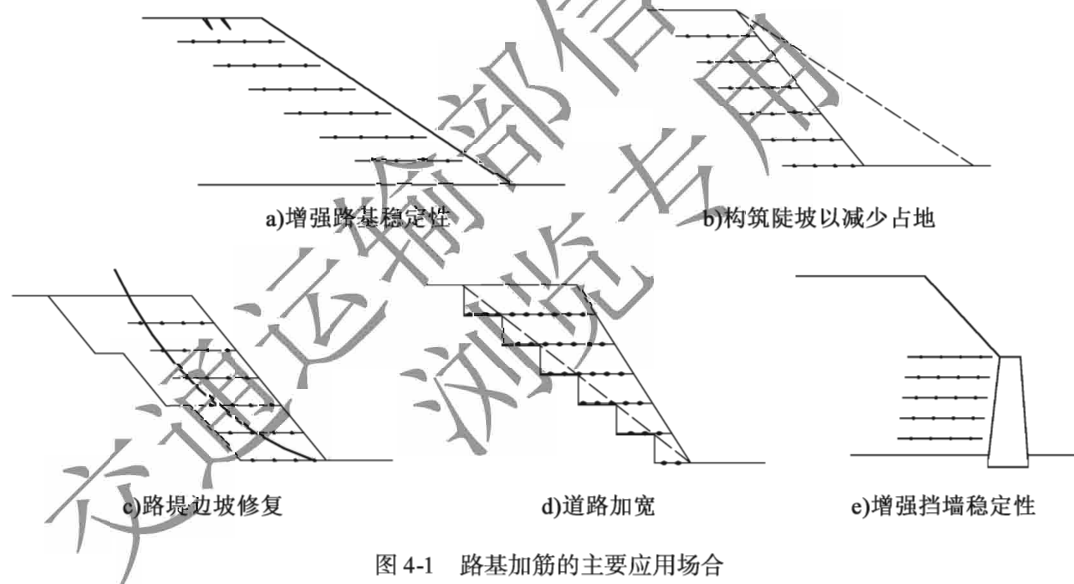 a)增强路基稳定性
b)构筑陡坡以减少占地
c)路堤边坡修复
d)道路加宽
e)增强挡墙稳定性
图 4-1 路基加筋的主要应用场合
交通运输部信
浏览专用